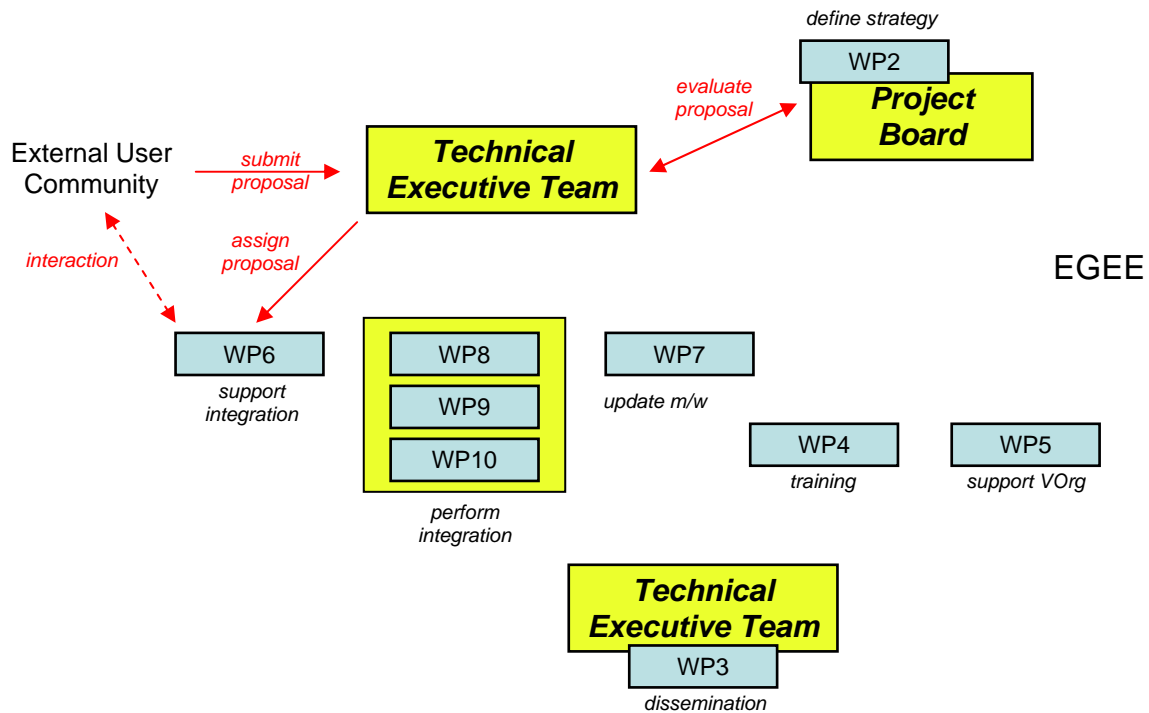 define strategy
WP2
Project
Board
evaluate
proposal
External User
Community
submit
proposal
Technical
Executive Team
interaction
assign
proposal
EGEE
WP6
support
integration
WP8
WP9
WP10
perform
integration
WP7
update m/w
WP4
training
WP5
support VOrg
Technical
Executive Team
WP3
dissemination